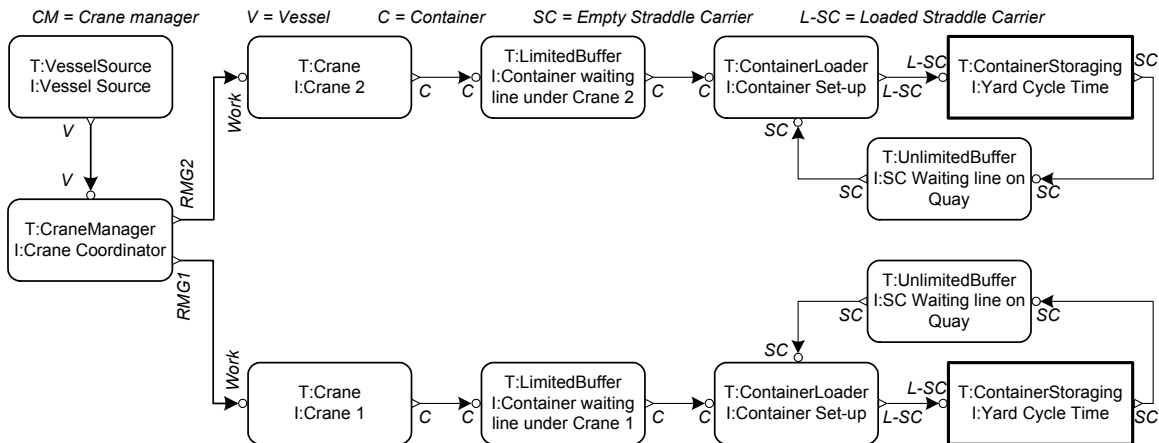 CM = Crane manager
V = Vessel
C = Container
SC = Empty Straddle Carrier
L-SC = Loaded Straddle Carrier
T:VesselSource
I:Vessel Source
V
V
T:CraneManager
I:Crane Coordinator
RMG2
Work
T:Crane
I:Crane 2
C
C
T:LimitedBuffer
I:Container waiting
line under Crane 2
C
C
T:ContainerLoader
I:Container Set-up
SC
L-SC
L-SC
T:ContainerStoraging
I:Yard Cycle Time
SC
T:UnlimitedBuffer
I:SC Waiting line on
Quay
SC
SC
RMG1
Work
T:Crane
I:Crane 1
C
C
T:LimitedBuffer
I:Container waiting
line under Crane 1
C
C
T:UnlimitedBuffer
I:SC Waiting line on
Quay
SC
SC
SC
T:ContainerLoader
I:Container Set-up
L-SC
L-SC
T:ContainerStoraging
I:Yard Cycle Time
SC